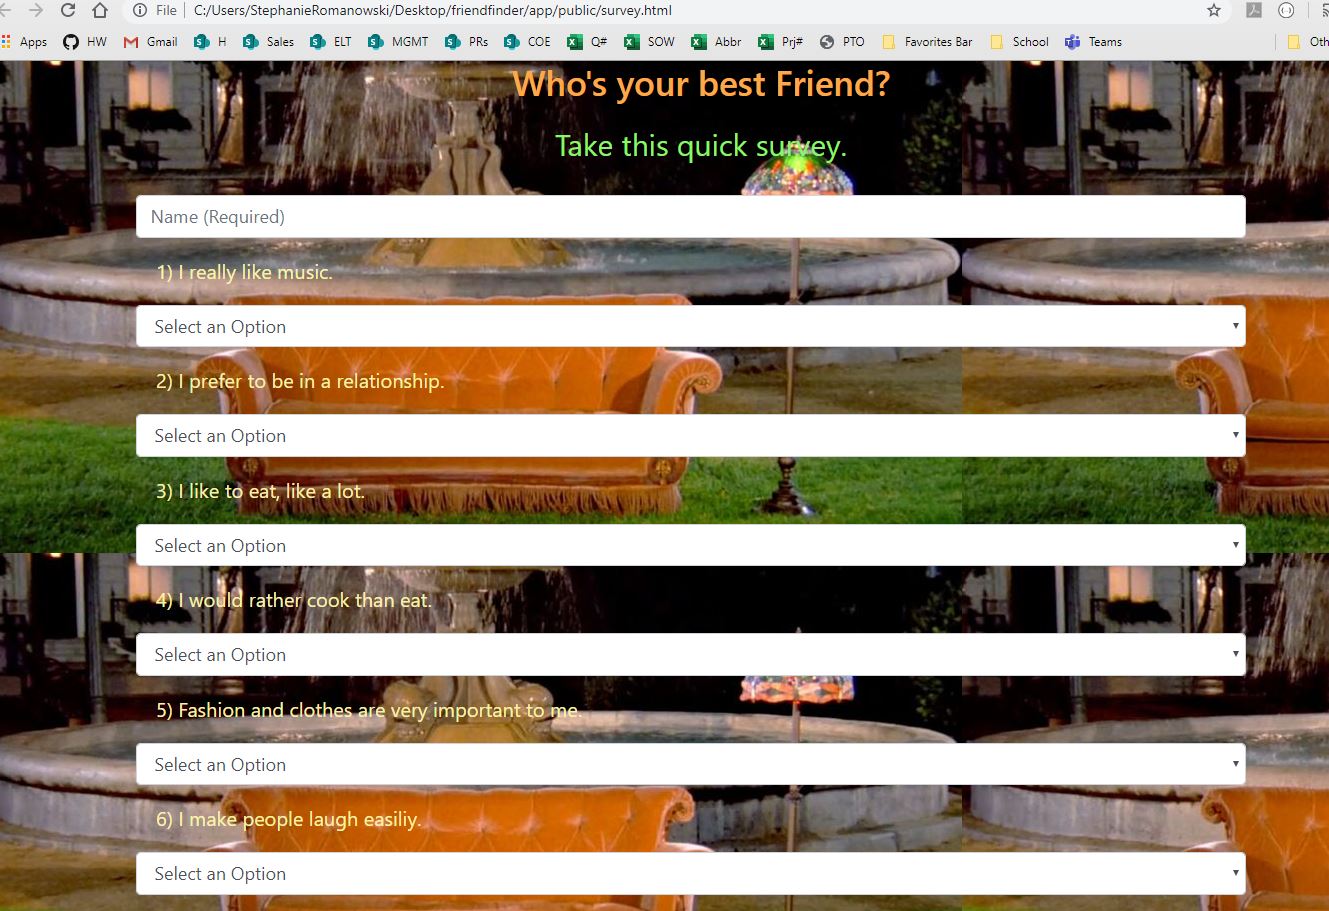 File C:/Users/StephanieRomanowski/Desktop/friendfinder/app/public/survey.html
Apps HW Gmail H Sales ELT MGMT PRs COE Q# SOW Abbr Prj# PTO Favorites Bar School Teams Oth
Who's your best Friend?
Take this quick survey.
Name (Required)
1) I really like music.
Select an Option
2) I prefer to be in a relationship.
Select an Option
3) I like to eat, like a lot.
Select an Option
4) I would rather cook than eat.
Select an Option
5) Fashion and clothes are very important to me.
Select an Option
6) I make people laugh easiliy.
Select an Option